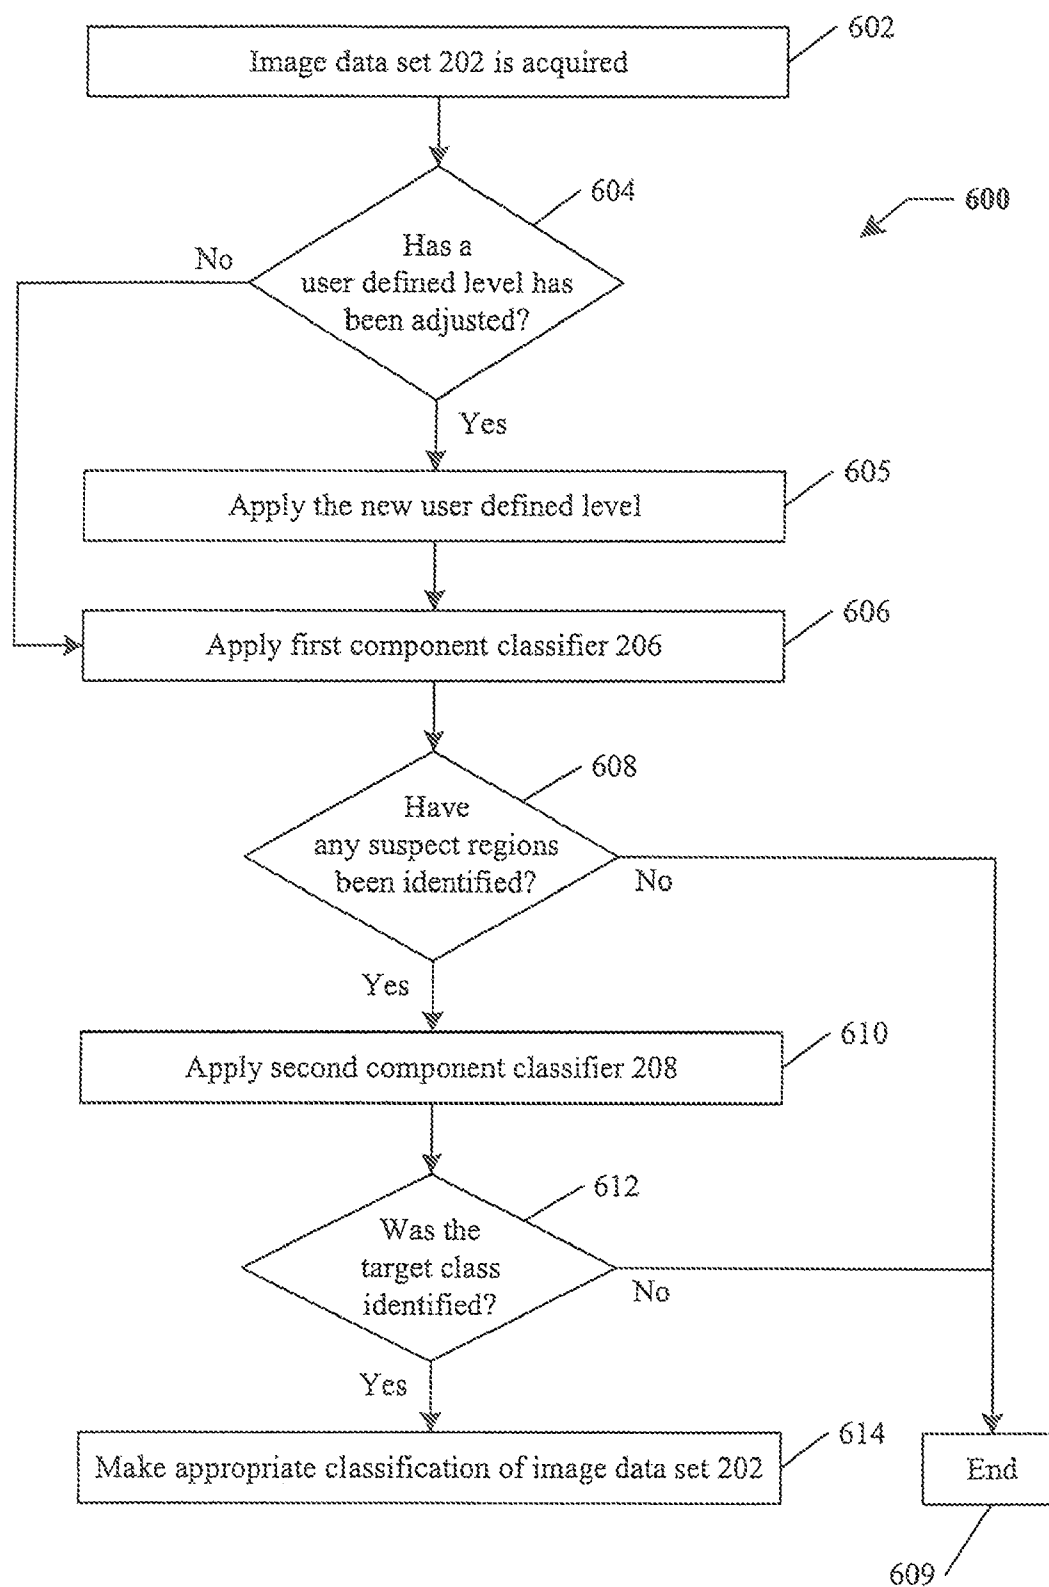 602
Image data set 202 is acquired
604
600
Has a
user defined level has
been adjusted?
No
Yes
605
Apply the new user defined level
606
Apply first component classifier 206
608
Have
any suspect regions
been identified?
No
Yes
610
Apply second component classifier 208
612
Was the
target class
identified?
No
Yes
614
Make appropriate classification of image data set 202
End
609